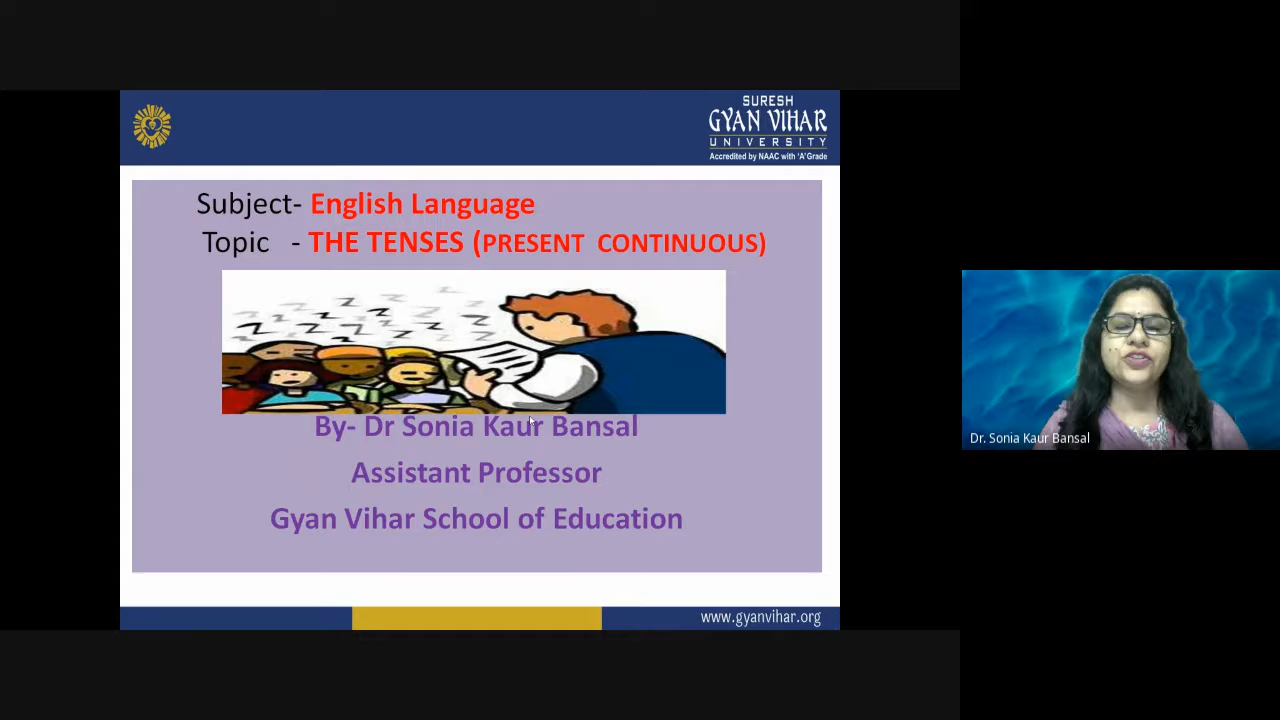 SURESH
GYAN VIHAR
UNIVERSITY
Accredited by NAAC with 'A' Grade
Subject- English Language
Topic - THE TENSES (PRESENT CONTINUOUS)
z z z z z z z z z z z z z z z z z
By- Dr Sonia Kaur Bansal
Assistant Professor
Gyan Vihar School of Education
www.gyanvihar.org
Dr. Sonia Kaur Bansal